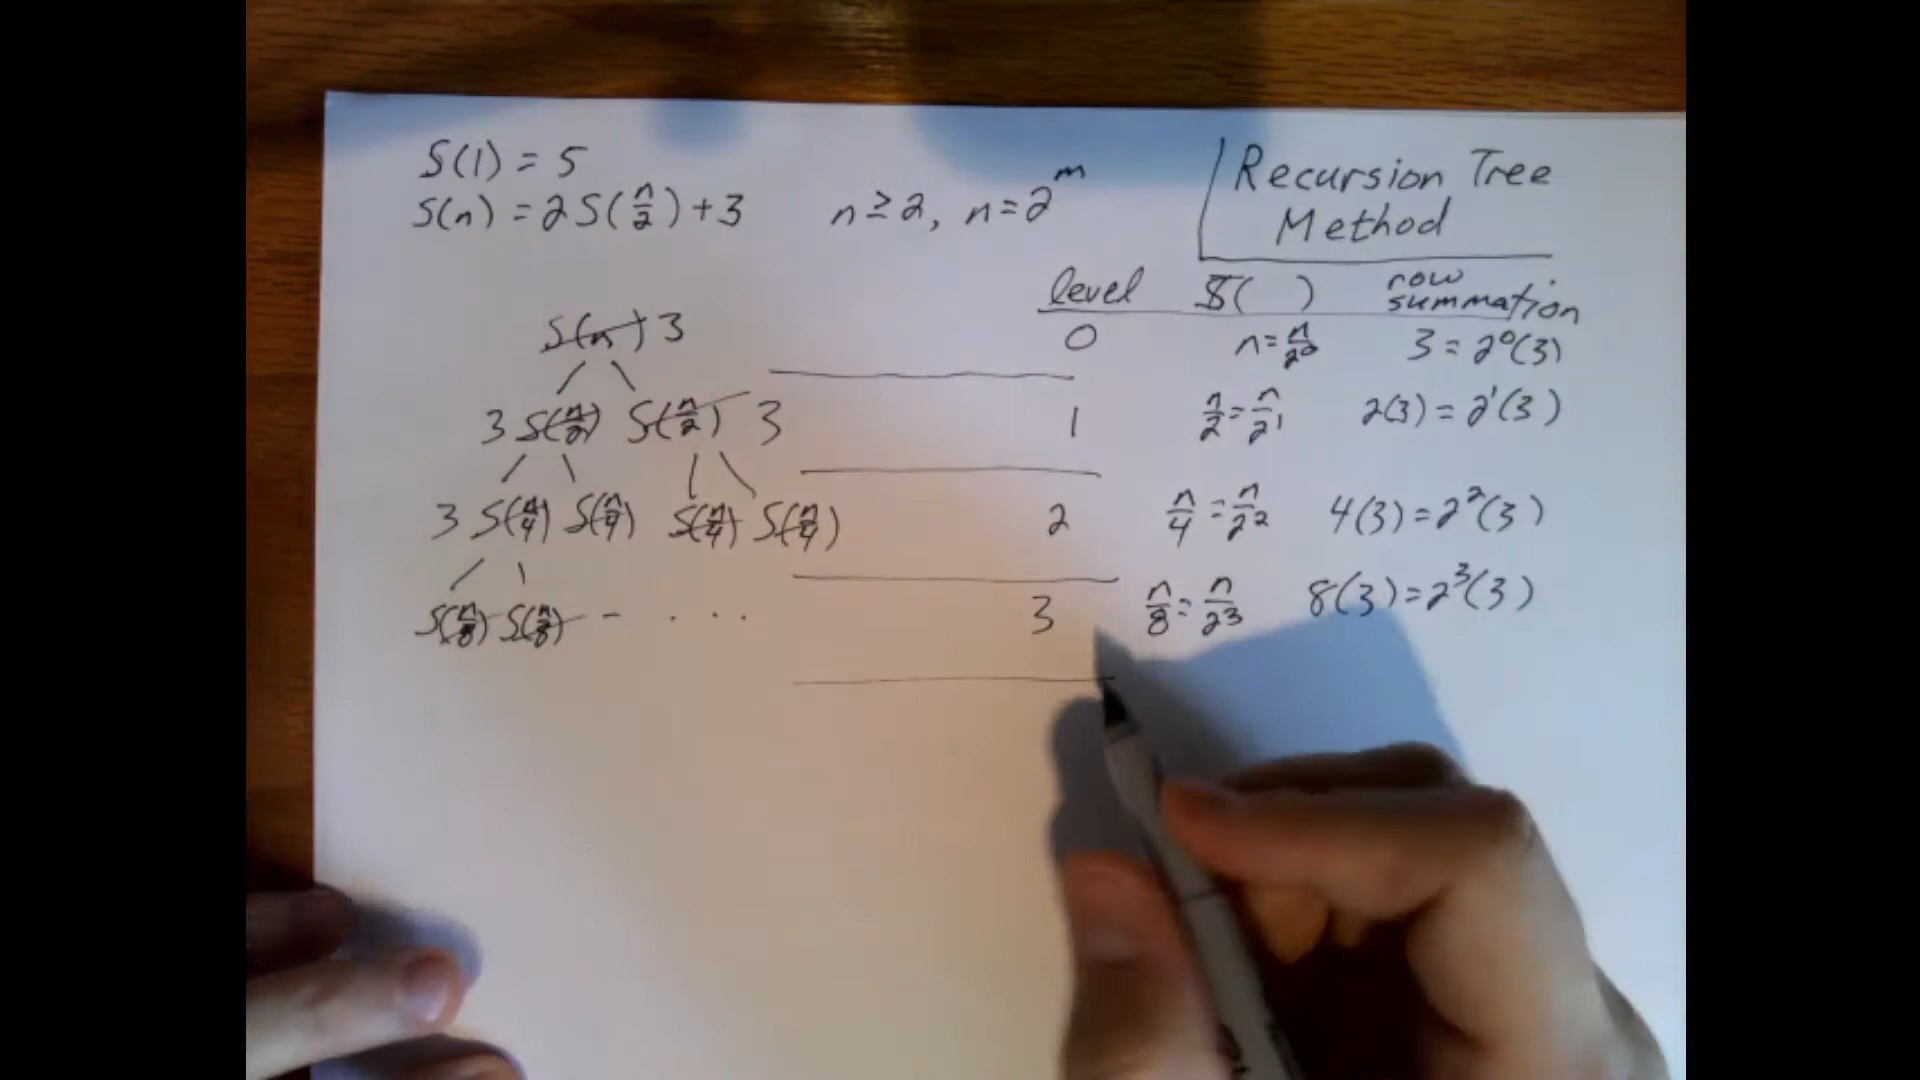 S(1) = 5
S(n) = 2S(n/2) + 3 n ≥ 2, n = 2^m
Recursion Tree
Method
level S( ) row summation
S(n) 3 0 n = n/2^0 3 = 2^0(3)
3 S(n/2) S(n/2) 3 1 n/2 = n/2^1 2(3) = 2^1(3)
3 S(n/4) S(n/4) S(n/4) S(n/4) 2 n/4 = n/2^2 4(3) = 2^2(3)
S(n/8) S(n/8) - . . . 3 n/8 = n/2^3 8(3) = 2^3(3)